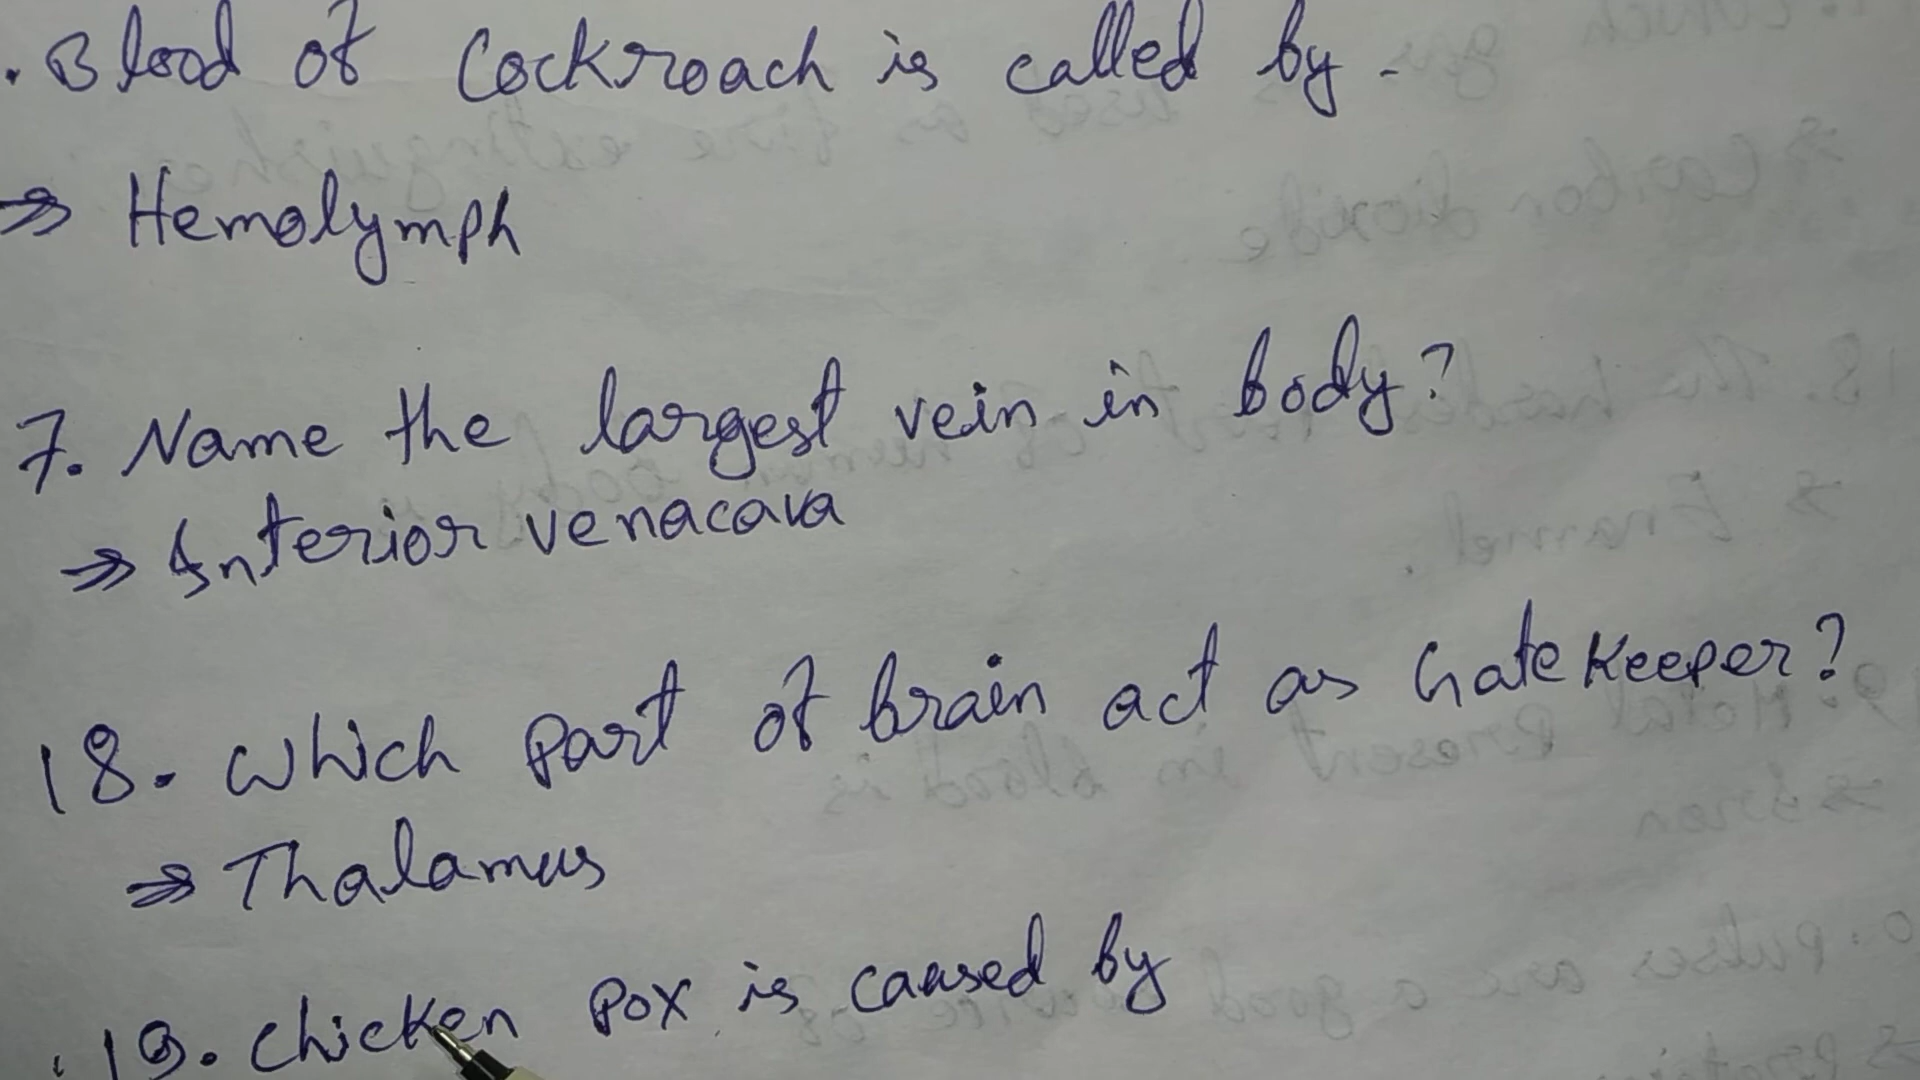 . Blood of Cockroach is called by -
⇒ Hemolymph
7. Name the largest vein in body?
⇒ Interior venacava
18. Which Part of brain act as Gate Keeper?
⇒ Thalamus
19. Chicken Pox is caused by